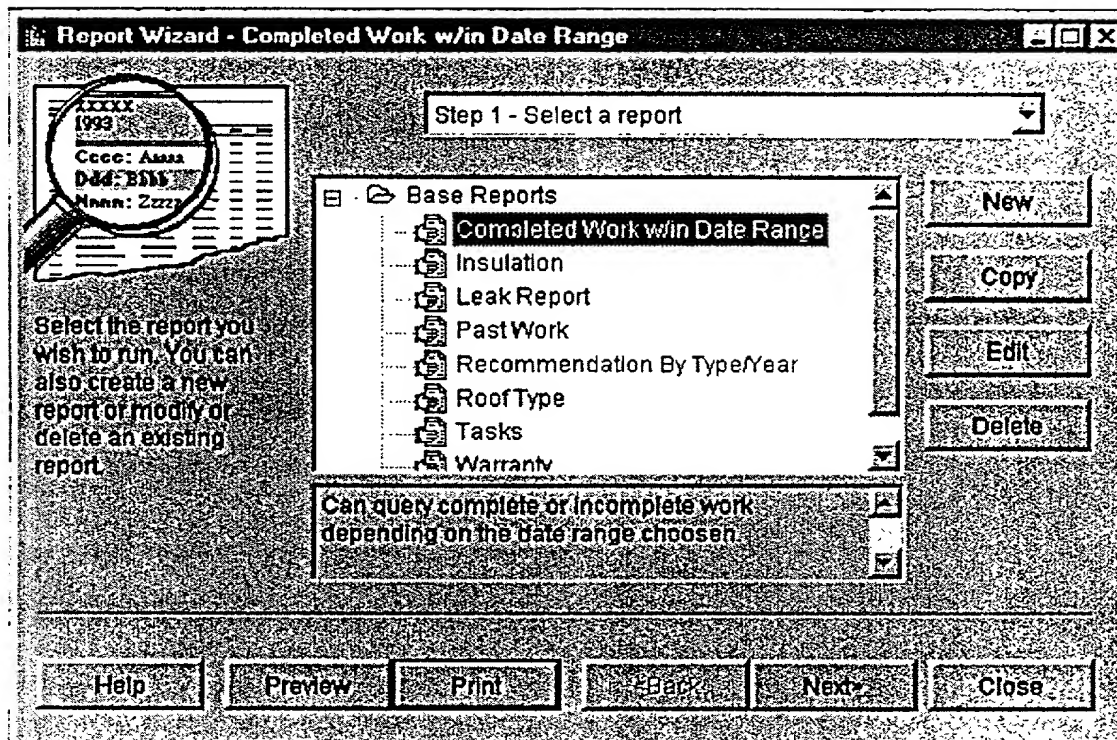 Report Wizard - Completed Work w/in Date Range
XXXXX
1993
Cccc: Aaaaa
Ddd: Bbbb
Nnnn: Zzzzz
Step 1 - Select a report
Base Reports
Completed Work w/in Date Range
Insulation
Leak Report
Past Work
Recommendation By Type/Year
Roof Type
Tasks
Warranty
New
Copy
Edit
Delete
Select the report you
wish to run. You can
also create a new
report or modify or
delete an existing
report.
Can query complete or incomplete work
depending on the date range choosen.
Help
Preview
Print
<Back
Next>
Close